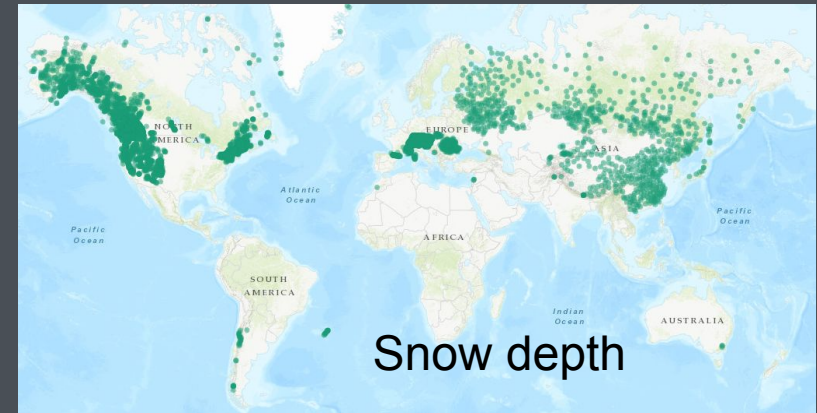 NORTH
AMERICA
EUROPE
ASIA
Atlantic
Ocean
Pacific
Ocean
AFRICA
Pacific
Ocean
SOUTH
AMERICA
Indian
Ocean
AUSTRALIA
Snow depth